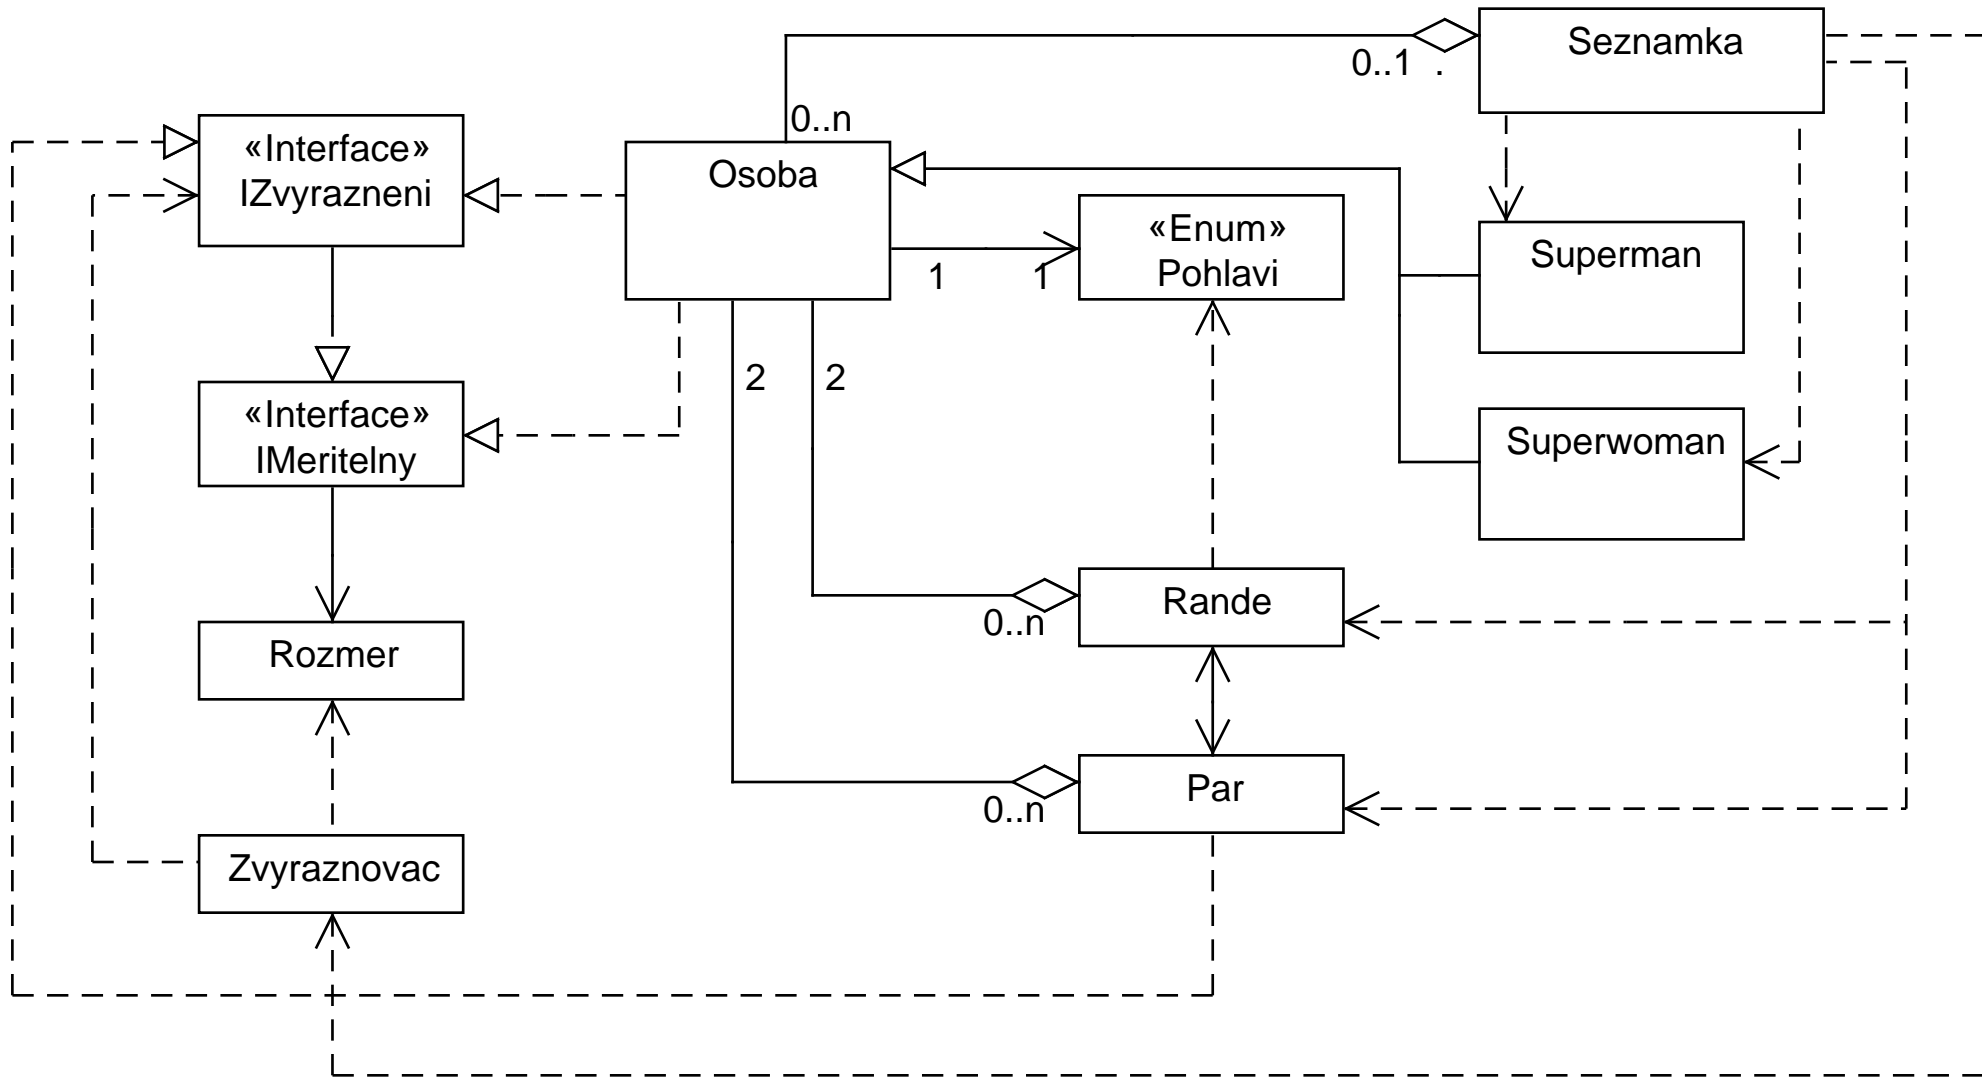 Seznamka
0..1 .
0..n
«Interface»
IZvyrazneni
Osoba
«Enum»
Pohlavi
1
1
Superman
2
2
«Interface»
IMeritelny
Superwoman
Rande
0..n
Rozmer
Par
0..n
Zvyraznovac